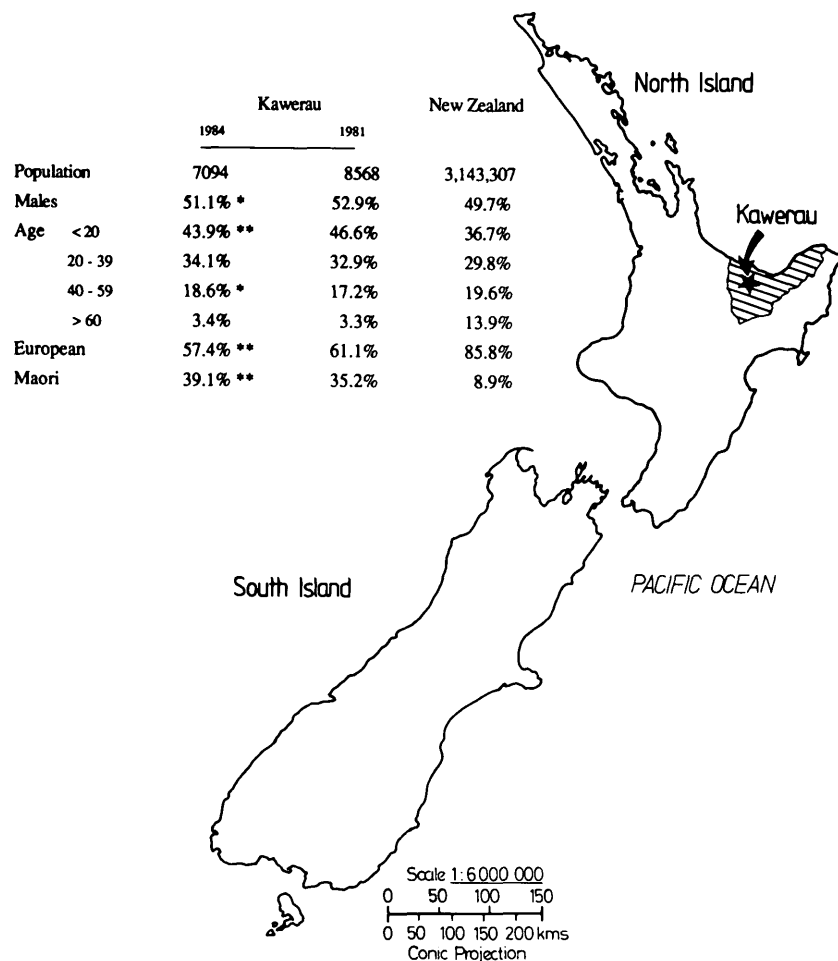 Kawerau New Zealand
1984 1981
Population 7094 8568 3,143,307
Males 51.1% * 52.9% 49.7%
Age <20 43.9% ** 46.6% 36.7%
20 - 39 34.1% 32.9% 29.8%
40 - 59 18.6% * 17.2% 19.6%
> 60 3.4% 3.3% 13.9%
European 57.4% ** 61.1% 85.8%
Maori 39.1% ** 35.2% 8.9%
North Island
Kawerau
South Island
PACIFIC OCEAN
Scale 1:6 000 000
0 50 100 150
0 50 100 150 200 kms
Conic Projection